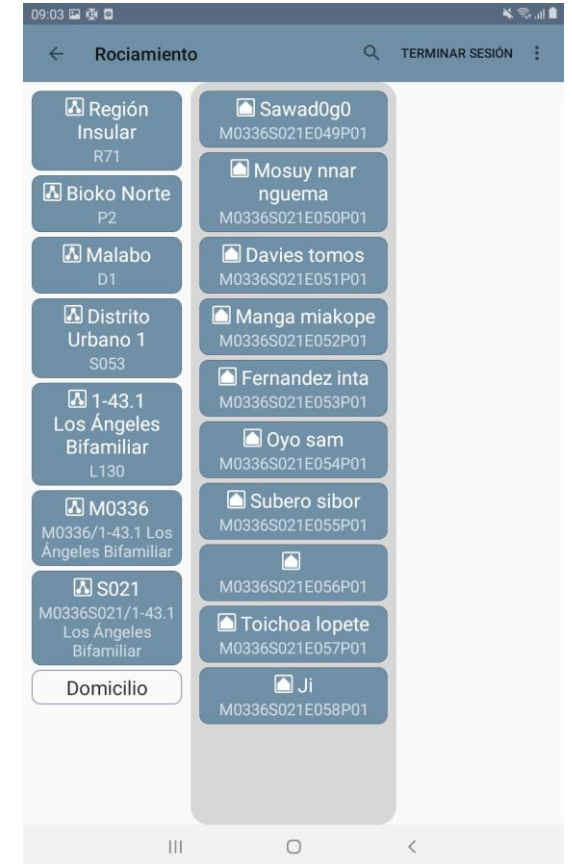 09:03
Rociamiento
TERMINAR SESIÓN
Región
Insular
R71
Bioko Norte
P2
Malabo
D1
Distrito
Urbano 1
S053
1-43.1
Los Ángeles
Bifamiliar
L130
M0336
M0336/1-43.1 Los
Ángeles Bifamiliar
S021
M0336S021/1-43.1
Los Ángeles
Bifamiliar
Domicilio
Sawad0g0
M0336S021E049P01
Mosuy nnar
nguema
M0336S021E050P01
Davies tomos
M0336S021E051P01
Manga miakope
M0336S021E052P01
Fernandez inta
M0336S021E053P01
Oyo sam
M0336S021E054P01
Subero sibor
M0336S021E055P01
M0336S021E056P01
Toichoa lopete
M0336S021E057P01
Ji
M0336S021E058P01